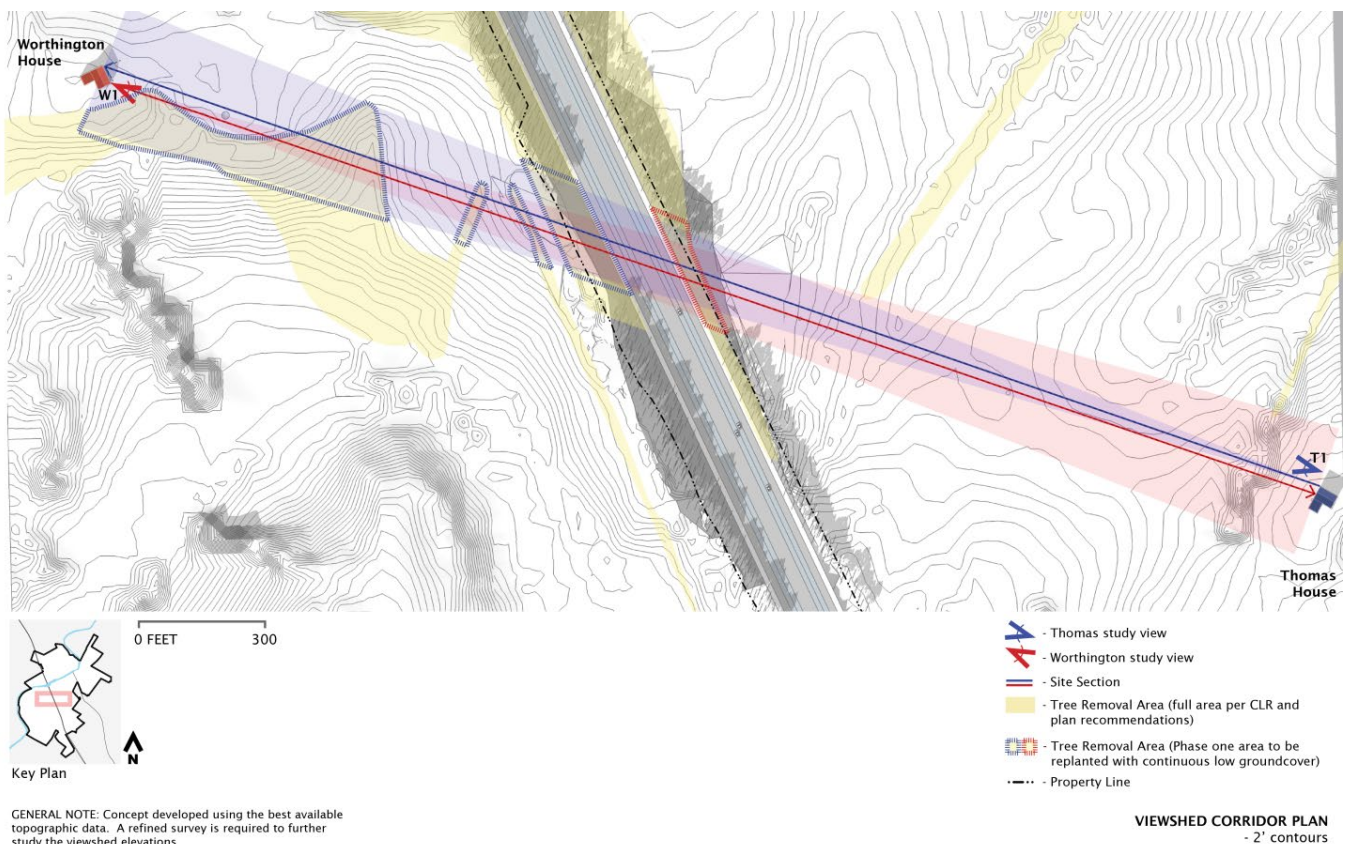 Worthington
House
W1
T1
Thomas
House
0 FEET 300
Key Plan
N
- Thomas study view
- Worthington study view
- Site Section
- Tree Removal Area (full area per CLR and
plan recommendations)
- Tree Removal Area (Phase one area to be
replanted with continuous low groundcover)
- Property Line
GENERAL NOTE: Concept developed using the best available
topographic data. A refined survey is required to further
study the viewshed elevations
VIEWSHED CORRIDOR PLAN
- 2' contours